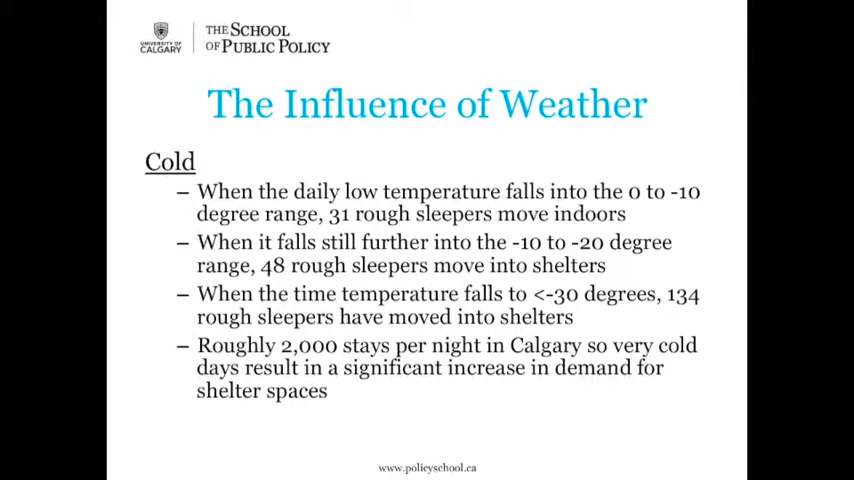 UNIVERSITY OF
CALGARY
THE SCHOOL
OF PUBLIC POLICY
The Influence of Weather
Cold
– When the daily low temperature falls into the 0 to -10
degree range, 31 rough sleepers move indoors
– When it falls still further into the -10 to -20 degree
range, 48 rough sleepers move into shelters
– When the time temperature falls to <-30 degrees, 134
rough sleepers have moved into shelters
– Roughly 2,000 stays per night in Calgary so very cold
days result in a significant increase in demand for
shelter spaces
www.policyschool.ca